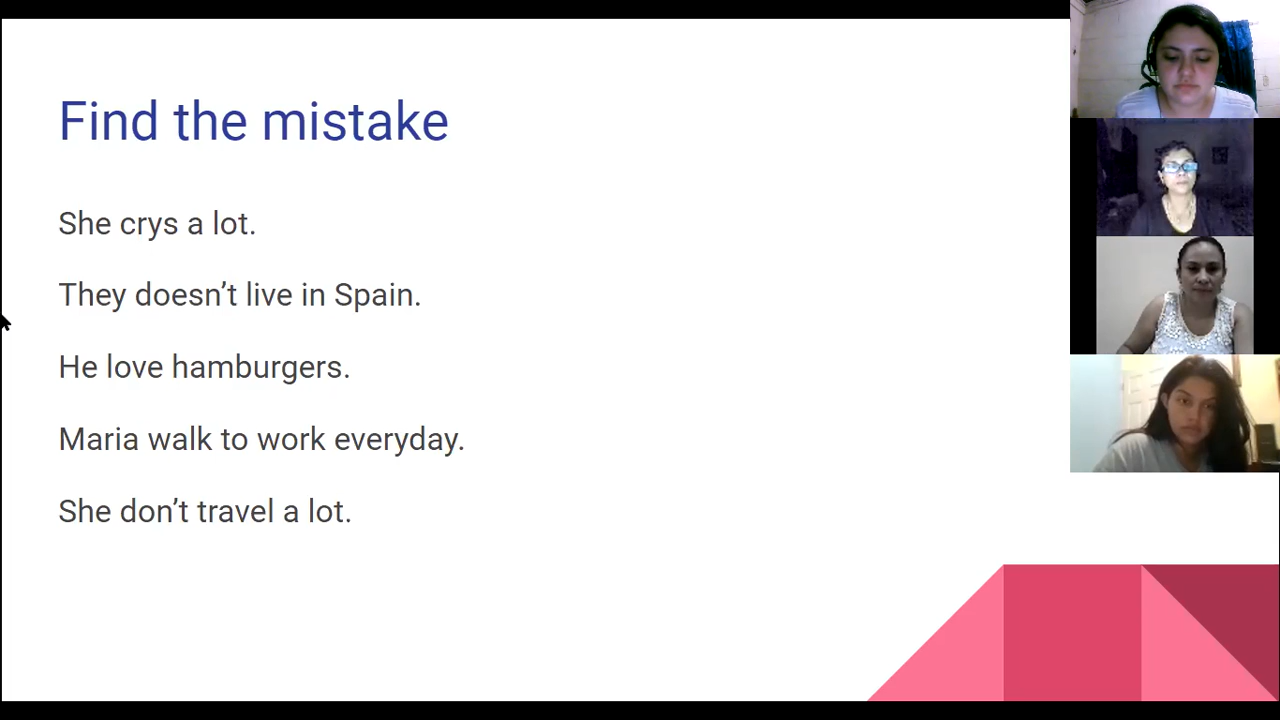 Find the mistake
She crys a lot.
They doesn’t live in Spain.
He love hamburgers.
Maria walk to work everyday.
She don’t travel a lot.